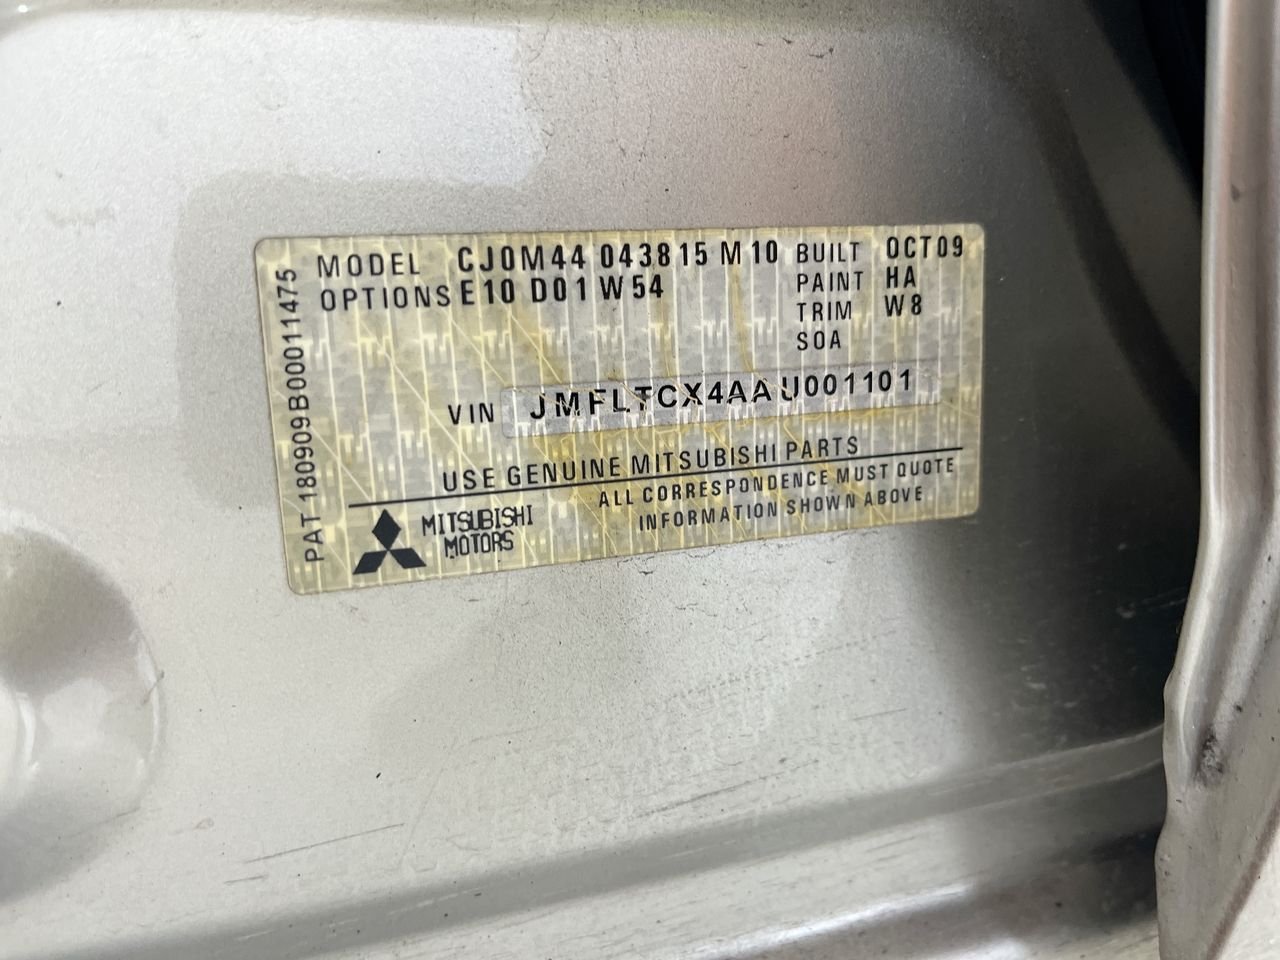 MODEL CJ0M44 043815 M10 BUILT OCT09
OPTIONS E10 D01 W54 PAINT HA
TRIM W8
SOA
VIN JMFLTCX4AAU001101
USE GENUINE MITSUBISHI PARTS
ALL CORRESPONDENCE MUST QUOTE
INFORMATION SHOWN ABOVE
MITSUBISHI
MOTORS
PAT 180909B00011475